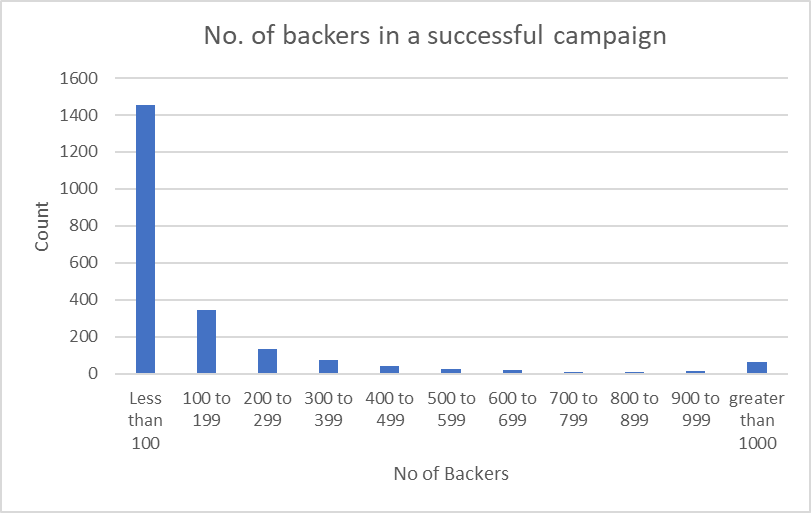 No. of backers in a successful campaign
1600
1400
1200
1000
800
600
400
200
0
Count
Less than 100
100 to 199
200 to 299
300 to 399
400 to 499
500 to 599
600 to 699
700 to 799
800 to 899
900 to 999
greater than 1000
No of Backers